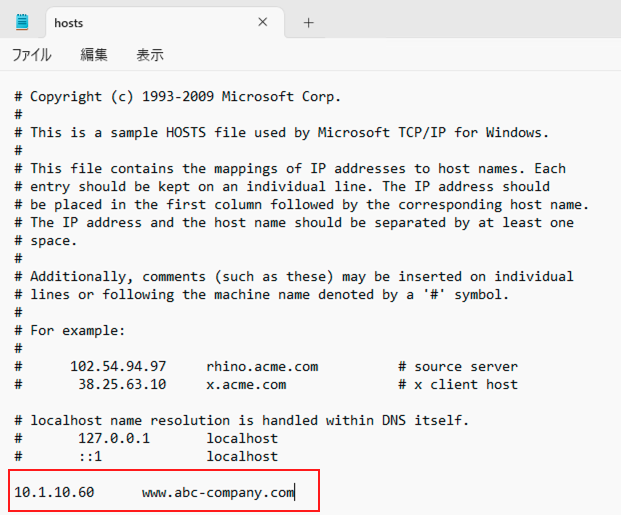 hosts
ファイル 編集 表示
# Copyright (c) 1993-2009 Microsoft Corp.
#
# This is a sample HOSTS file used by Microsoft TCP/IP for Windows.
#
# This file contains the mappings of IP addresses to host names. Each
# entry should be kept on an individual line. The IP address should
# be placed in the first column followed by the corresponding host name.
# The IP address and the host name should be separated by at least one
# space.
#
# Additionally, comments (such as these) may be inserted on individual
# lines or following the machine name denoted by a '#' symbol.
#
# For example:
#
#      102.54.94.97     rhino.acme.com          # source server
#       38.25.63.10     x.acme.com              # x client host

# localhost name resolution is handled within DNS itself.
#       127.0.0.1       localhost
#       ::1             localhost

10.1.10.60      www.abc-company.com